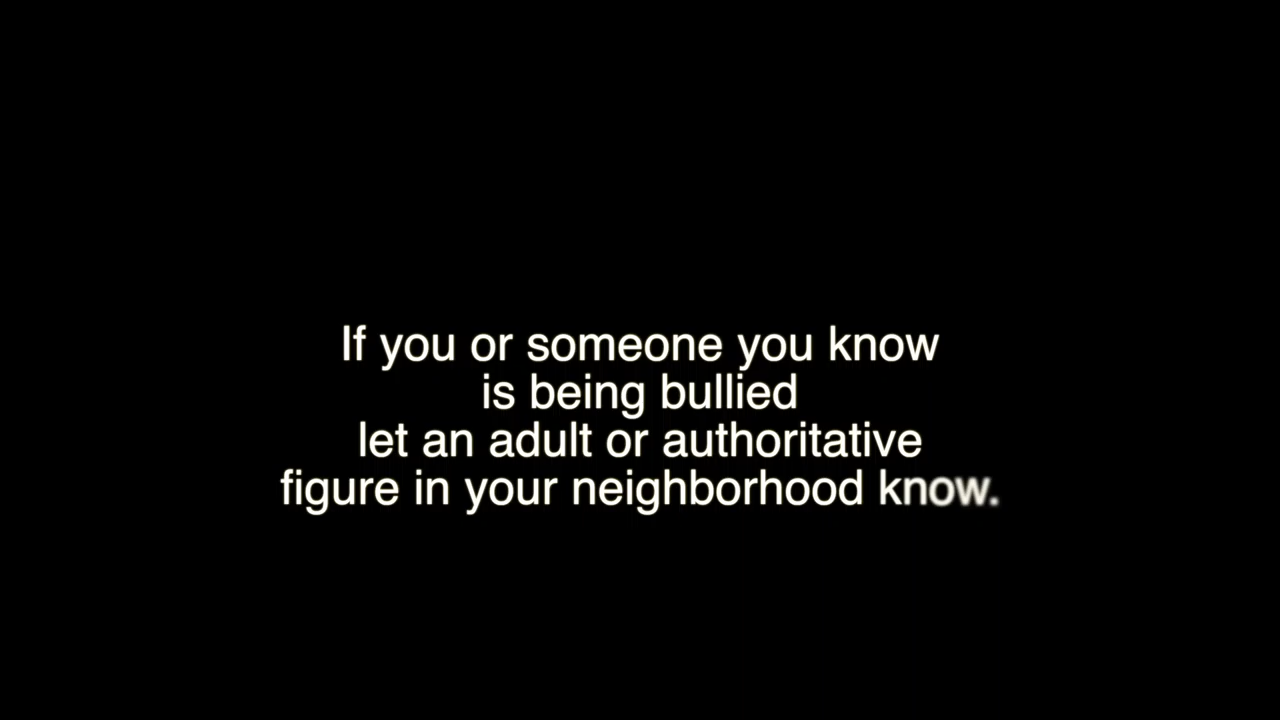 If you or someone you know
is being bullied
let an adult or authoritative
figure in your neighborhood know.